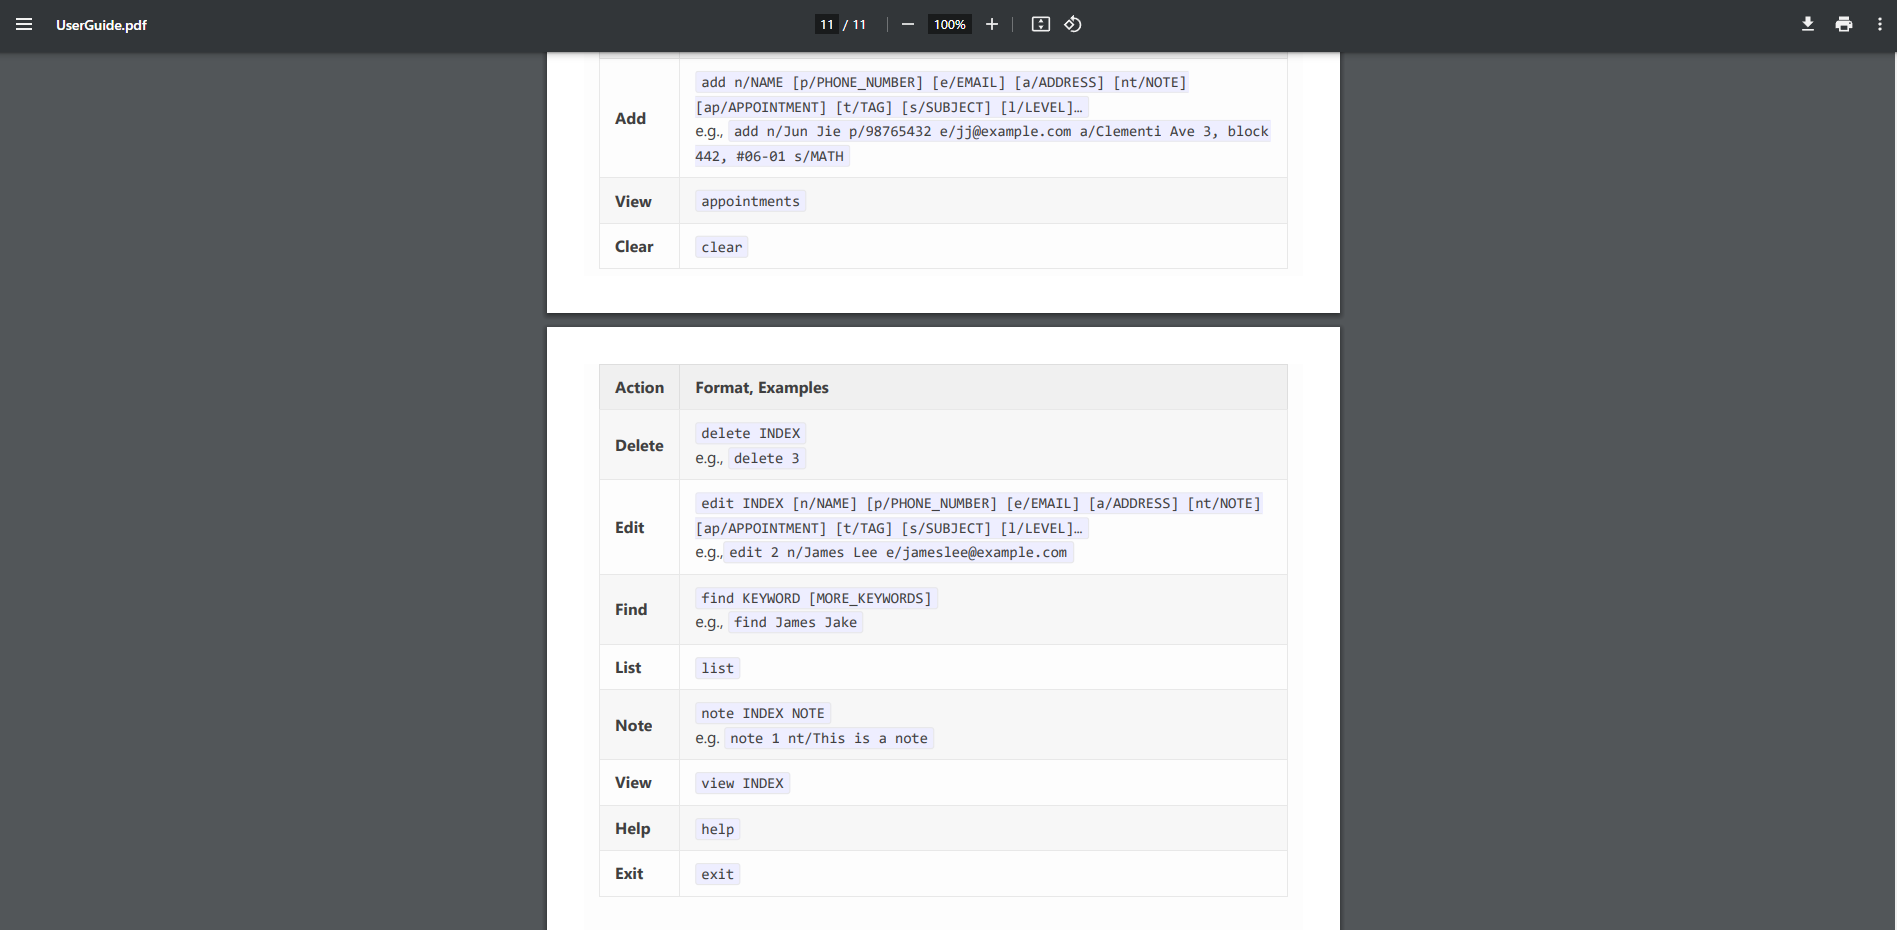 UserGuide.pdf
11 / 11
100%
Add
add n/NAME [p/PHONE_NUMBER] [e/EMAIL] [a/ADDRESS] [nt/NOTE]
[ap/APPOINTMENT] [t/TAG] [s/SUBJECT] [l/LEVEL]…
e.g., add n/Jun Jie p/98765432 e/jj@example.com a/Clementi Ave 3, block
442, #06-01 s/MATH
View
appointments
Clear
clear
Action
Format, Examples
Delete
delete INDEX
e.g., delete 3
Edit
edit INDEX [n/NAME] [p/PHONE_NUMBER] [e/EMAIL] [a/ADDRESS] [nt/NOTE]
[ap/APPOINTMENT] [t/TAG] [s/SUBJECT] [l/LEVEL]…
e.g., edit 2 n/James Lee e/jameslee@example.com
Find
find KEYWORD [MORE_KEYWORDS]
e.g., find James Jake
List
list
Note
note INDEX NOTE
e.g. note 1 nt/This is a note
View
view INDEX
Help
help
Exit
exit